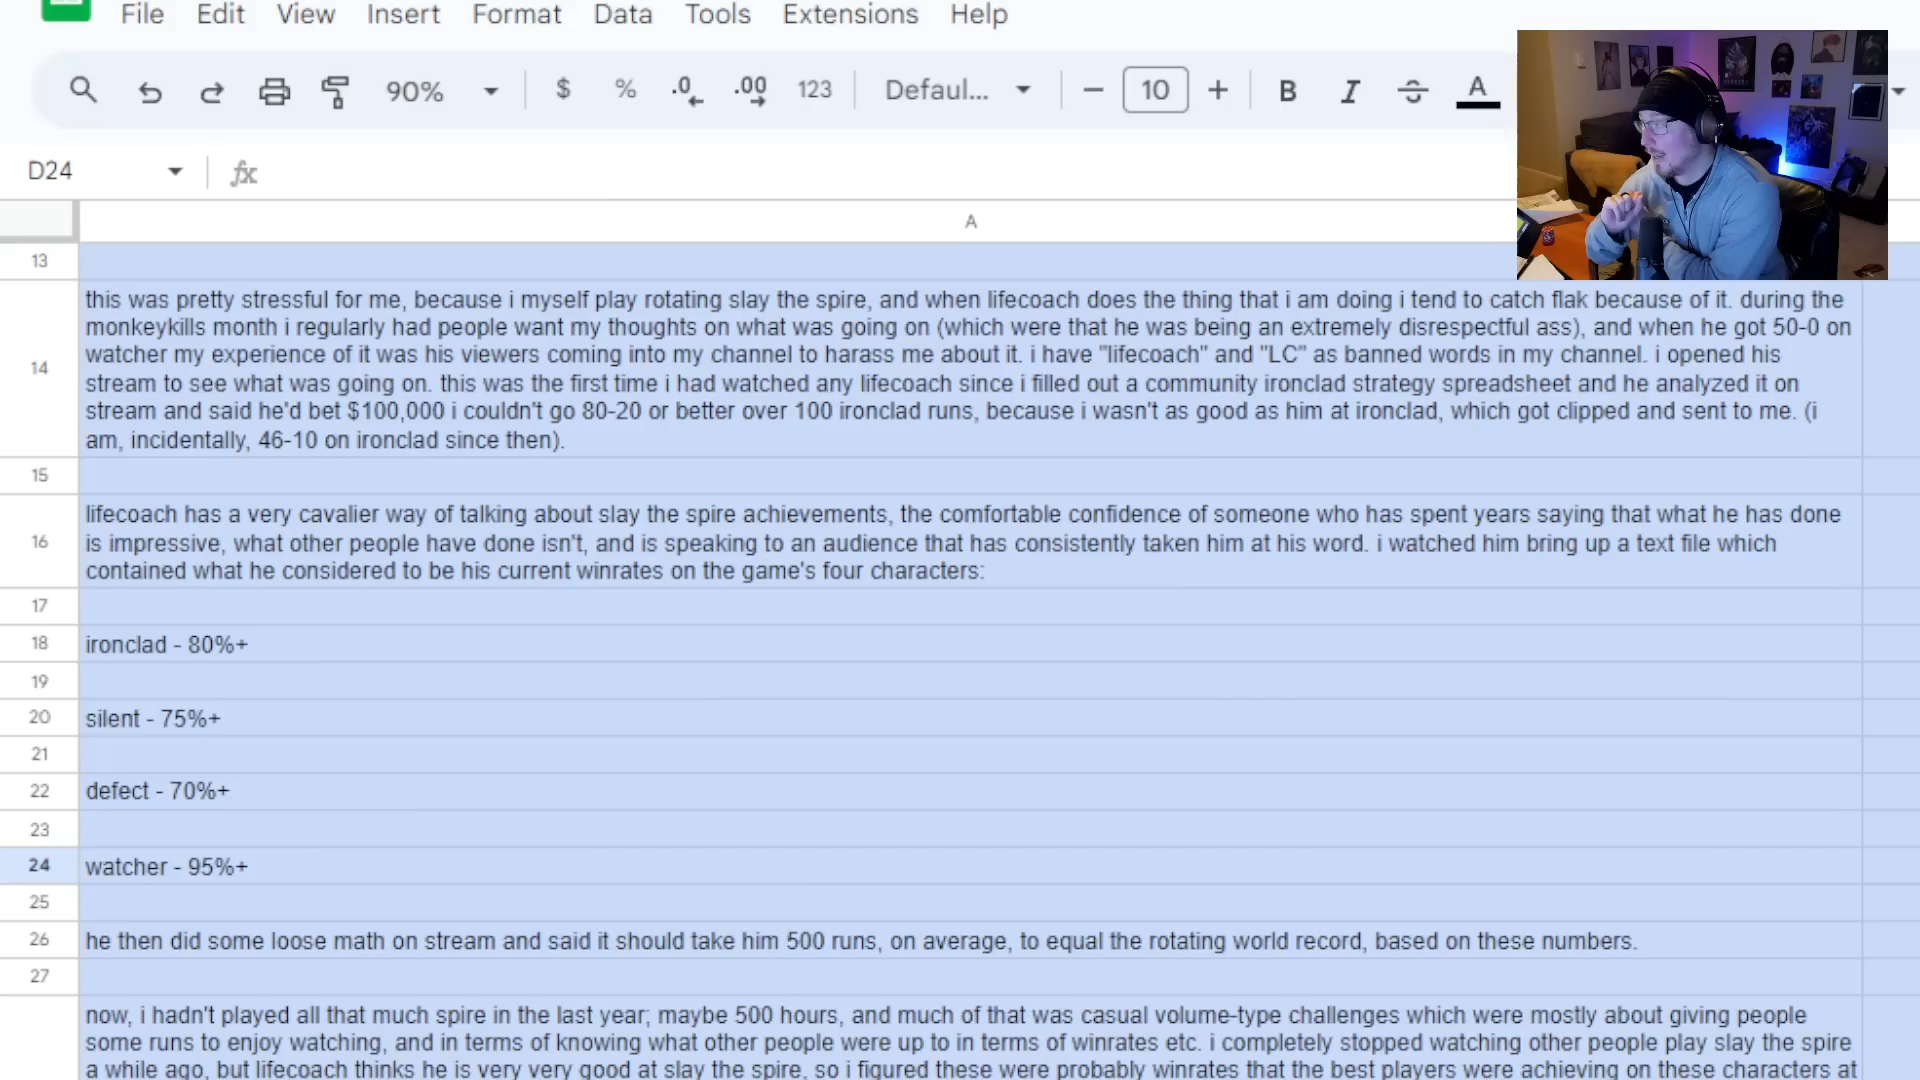 File Edit View Insert Format Data Tools Extensions Help
90% $ % .0 .00 123 Defaul... 10 B I A
D24 fx
A
13
14 this was pretty stressful for me, because i myself play rotating slay the spire, and when lifecoach does the thing that i am doing i tend to catch flak because of it. during the
monkeykills month i regularly had people want my thoughts on what was going on (which were that he was being an extremely disrespectful ass), and when he got 50-0 on
watcher my experience of it was his viewers coming into my channel to harass me about it. i have "lifecoach" and "LC" as banned words in my channel. i opened his
stream to see what was going on. this was the first time i had watched any lifecoach since i filled out a community ironclad strategy spreadsheet and he analyzed it on
stream and said he'd bet $100,000 i couldn't go 80-20 or better over 100 ironclad runs, because i wasn't as good as him at ironclad, which got clipped and sent to me. (i
am, incidentally, 46-10 on ironclad since then).
15
16 lifecoach has a very cavalier way of talking about slay the spire achievements, the comfortable confidence of someone who has spent years saying that what he has done
is impressive, what other people have done isn't, and is speaking to an audience that has consistently taken him at his word. i watched him bring up a text file which
contained what he considered to be his current winrates on the game's four characters:
17
18 ironclad - 80%+
19
20 silent - 75%+
21
22 defect - 70%+
23
24 watcher - 95%+
25
26 he then did some loose math on stream and said it should take him 500 runs, on average, to equal the rotating world record, based on these numbers.
27
now, i hadn't played all that much spire in the last year; maybe 500 hours, and much of that was casual volume-type challenges which were mostly about giving people
some runs to enjoy watching, and in terms of knowing what other people were up to in terms of winrates etc. i completely stopped watching other people play slay the spire
a while ago, but lifecoach thinks he is very very good at slay the spire, so i figured these were probably winrates that the best players were achieving on these characters at